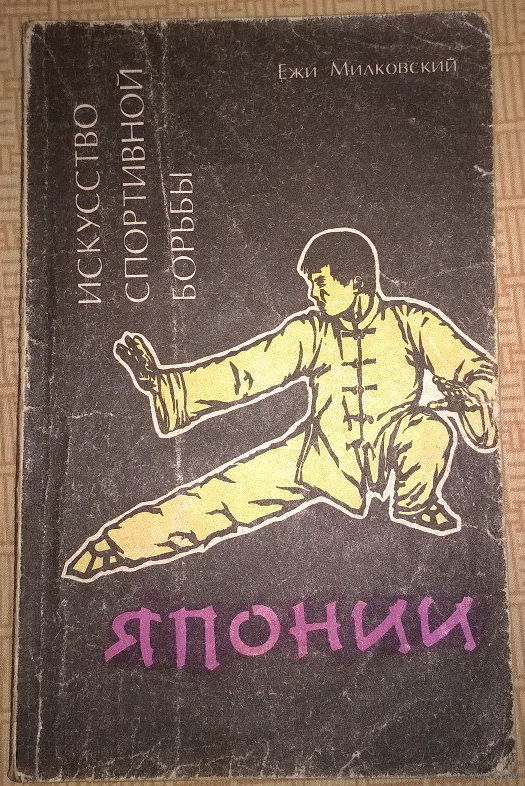 Ежи Милковский
ИСКУССТВО
СПОРТИВНОЙ
БОРЬБЫ
ЯПОНИИ